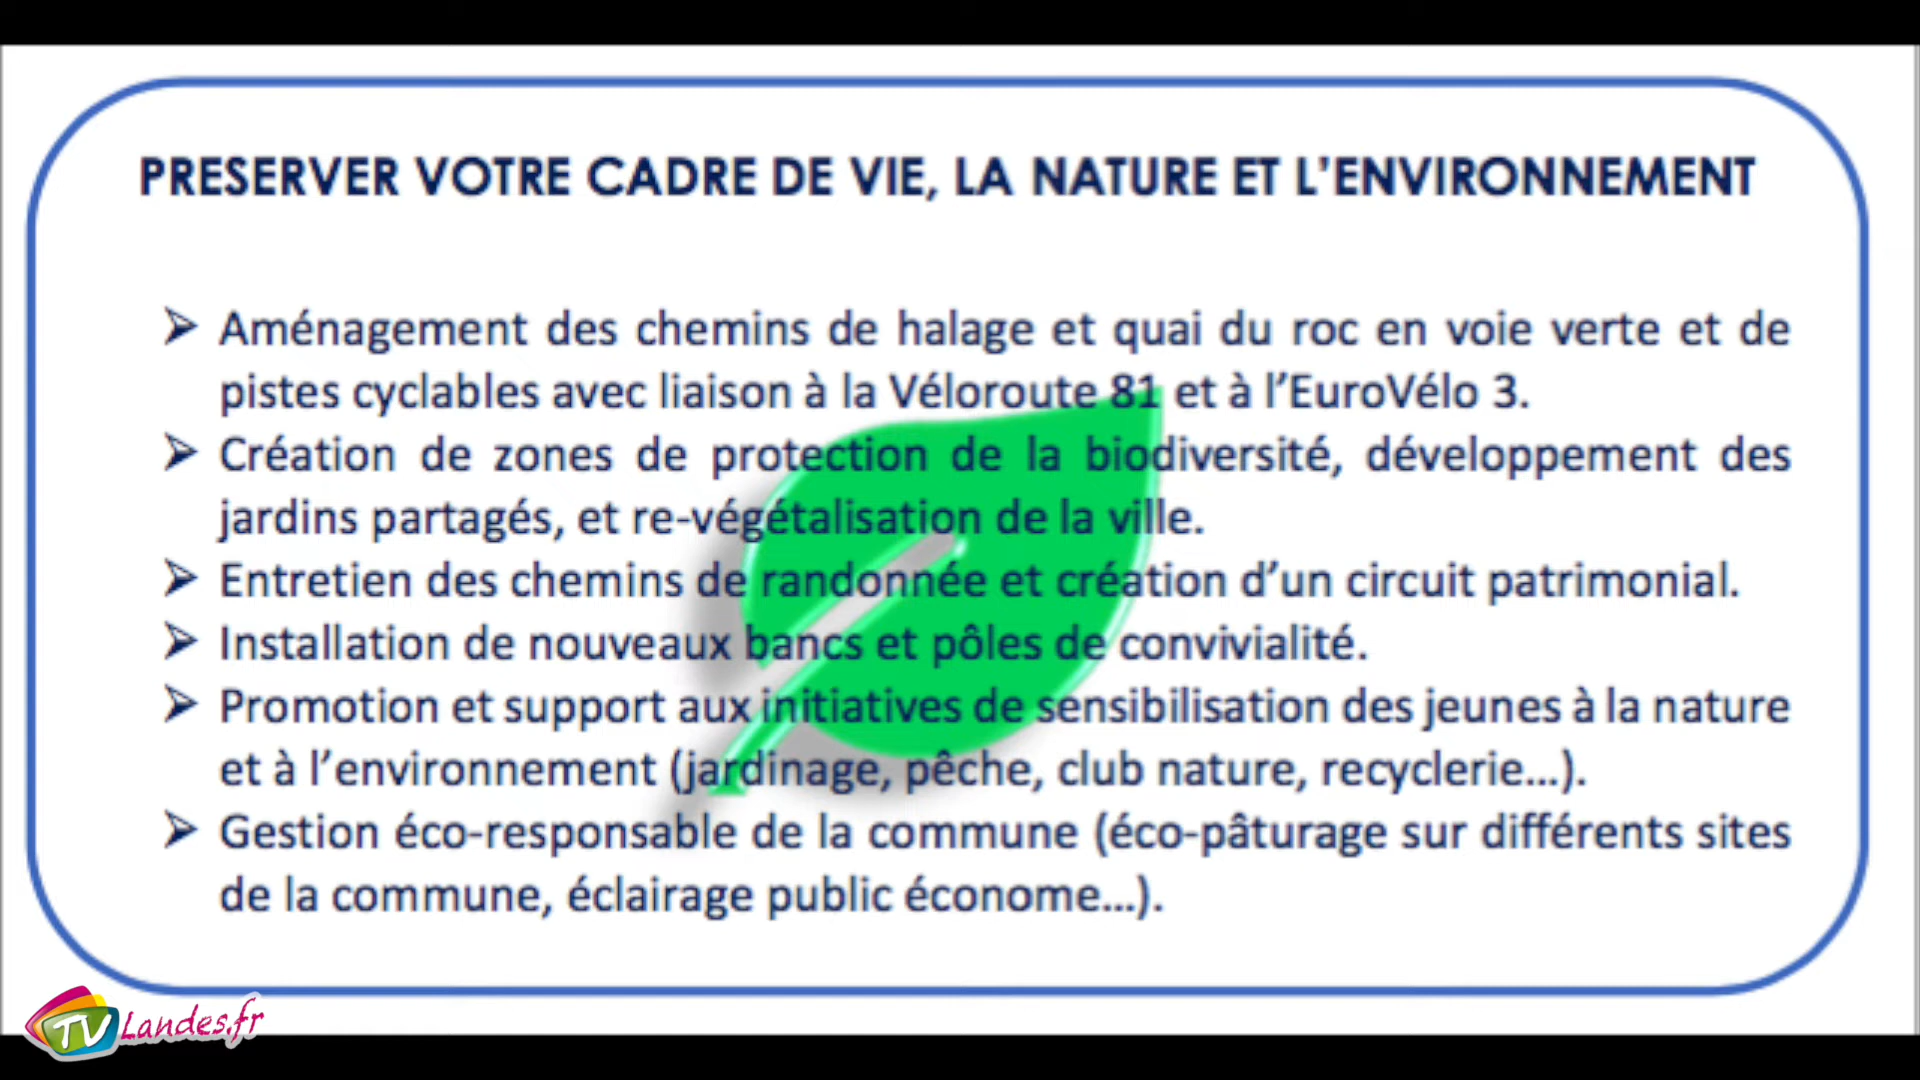 PRESERVER VOTRE CADRE DE VIE, LA NATURE ET L'ENVIRONNEMENT
➢ Aménagement des chemins de halage et quai du roc en voie verte et de
pistes cyclables avec liaison à la Véloroute 81 et à l'EuroVélo 3.
➢ Création de zones de protection de la biodiversité, développement des
jardins partagés, et re-végétalisation de la ville.
➢ Entretien des chemins de randonnée et création d'un circuit patrimonial.
➢ Installation de nouveaux bancs et pôles de convivialité.
➢ Promotion et support aux initiatives de sensibilisation des jeunes à la nature
et à l'environnement (jardinage, pêche, club nature, recyclerie…).
➢ Gestion éco-responsable de la commune (éco-pâturage sur différents sites
de la commune, éclairage public économe…).
TV Landes.fr